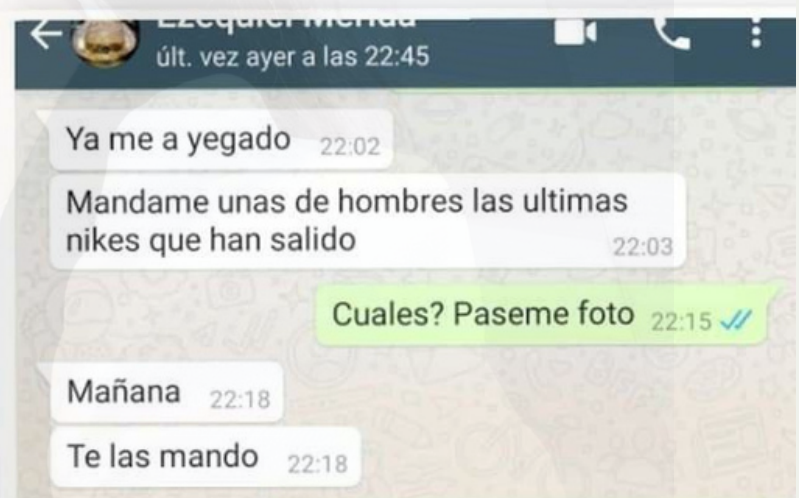 últ. vez ayer a las 22:45
Ya me a yegado 22:02
Mandame unas de hombres las ultimas
nikes que han salido 22:03
Cuales? Paseme foto 22:15
Mañana 22:18
Te las mando 22:18